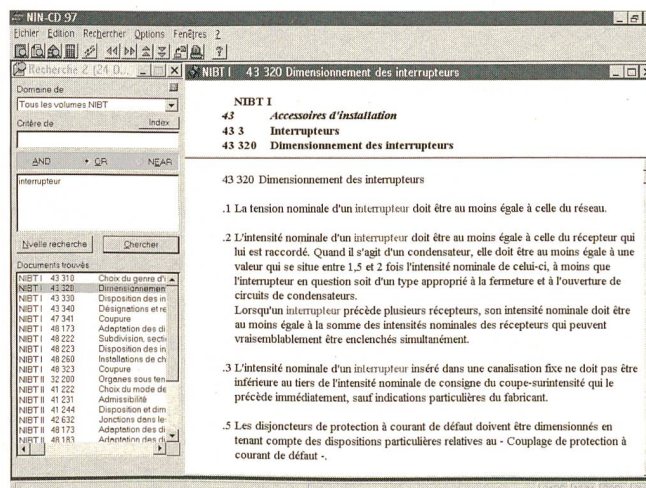 NIN-CD 97
Fichier Edition Rechercher Options Fenêtres ?
Recherche 2 (24 D...
Domaine de
Tous les volumes NIBT
Critère de
Index
AND OR NEAR
interrupteur
Nvelle recherche
Chercher
Documents trouvés
NIBT I 43 310 Choix du genre d'i
NIBT I 43 320 Dimensionnemen
NIBT I 43 330 Disposition des in
NIBT I 43 340 Désignations et re
NIBT I 47 341 Coupure
NIBT I 48 173 Adaptation des di
NIBT I 48 222 Subdivision, secti
NIBT I 48 223 Disposition des in
NIBT I 48 260 Installations de ch
NIBT I 48 323 Coupure
NIBT II 32 200 Organes sous ten
NIBT II 41 222 Choix du mode de
NIBT II 41 231 Admissibilité
NIBT II 41 244 Disposition et dim
NIBT II 42 632 Jonctions dans le
NIBT II 48 173 Adaptation des di
NIBT II 48 183 Adaptation des di
NIBT I 43 320 Dimensionnement des interrupteurs
NIBT I
43 Accessoires d'installation
43 3 Interrupteurs
43 320 Dimensionnement des interrupteurs
43 320 Dimensionnement des interrupteurs
.1 La tension nominale d'un interrupteur doit être au moins égale à celle du réseau.
.2 L'intensité nominale d'un interrupteur doit être au moins égale à celle du récepteur qui
lui est raccordé. Quand il s'agit d'un condensateur, elle doit être au moins égale à une
valeur qui se situe entre 1,5 et 2 fois l'intensité nominale de celui-ci, à moins que
l'interrupteur en question soit d'un type approprié à la fermeture et à l'ouverture de
circuits de condensateurs.
Lorsqu'un interrupteur précède plusieurs récepteurs, son intensité nominale doit être
au moins égale à la somme des intensités nominales des récepteurs qui peuvent
vraisemblablement être enclenchés simultanément.
.3 L'intensité nominale d'un interrupteur inséré dans une canalisation fixe ne doit pas être
inférieure au tiers de l'intensité nominale de consigne du coupe-surintensité qui le
précède immédiatement, sauf indications particulières du fabricant.
.5 Les disjoncteurs de protection à courant de défaut doivent être dimensionnés en
tenant compte des dispositions particulières relatives au - Couplage de protection à
courant de défaut -.